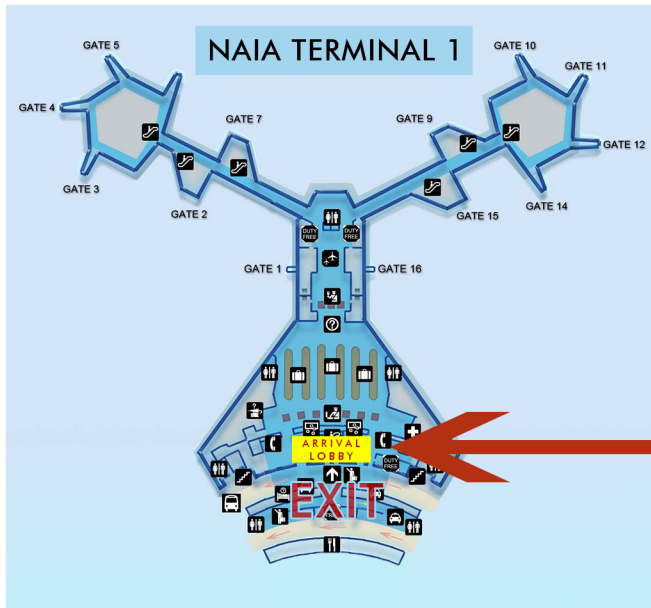 NAIA TERMINAL 1
GATE 5
GATE 10
GATE 11
GATE 4
GATE 7
GATE 9
GATE 12
GATE 3
GATE 2
GATE 15
GATE 14
DUTY
FREE
DUTY
FREE
GATE 1
GATE 16
ARRIVAL
LOBBY
DUTY
FREE
EXIT